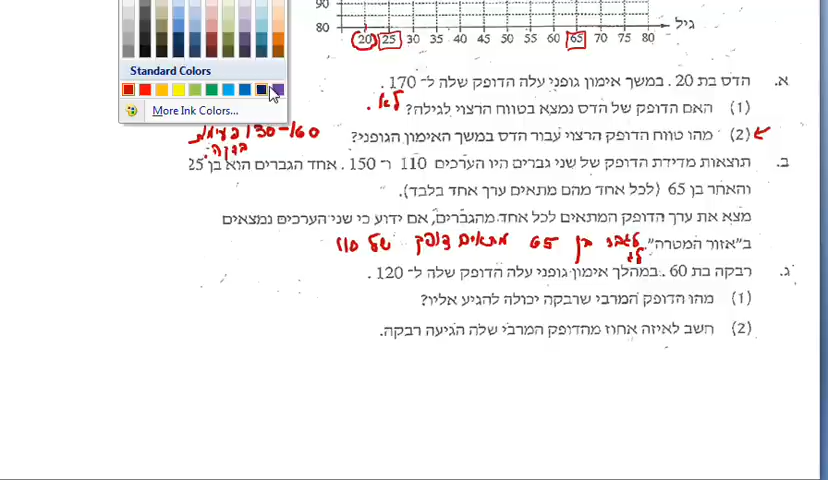 90
80
20 25 30 35 40 45 50 55 60 65 70 75 80
גיל
Standard Colors
More Ink Colors...
א. הדס בת 20. במשך אימון גופני עלה הדופק שלה ל־ 170.
(1) האם הדופק של הדס נמצא בטווח הרצוי לגילה? לא.
(2) מהו טווח הדופק הרצוי עבור הדס במשך האימון הגופני? 130-160 פעימות
בדקה.
ב. תוצאות מדידת הדופק של שני גברים היו הערכים 110 ו־ 150. אחד הגברים הוא בן 25
והאחר בן 65 (לכל אחד מהם מתאים ערך אחד בלבד).
מצא את ערך הדופק המתאים לכל אחד מהגברים, אם ידוע כי שני הערכים נמצאים
ב"אזור המטרה". לגבר בן 65 מתאים דופק של 110
ג. רבקה בת 60. במהלך אימון גופני עלה הדופק שלה ל־ 120.
(1) מהו הדופק המרבי שרבקה יכולה להגיע אליו?
(2) חשב לאיזה אחוז מהדופק המרבי שלה הגיעה רבקה.